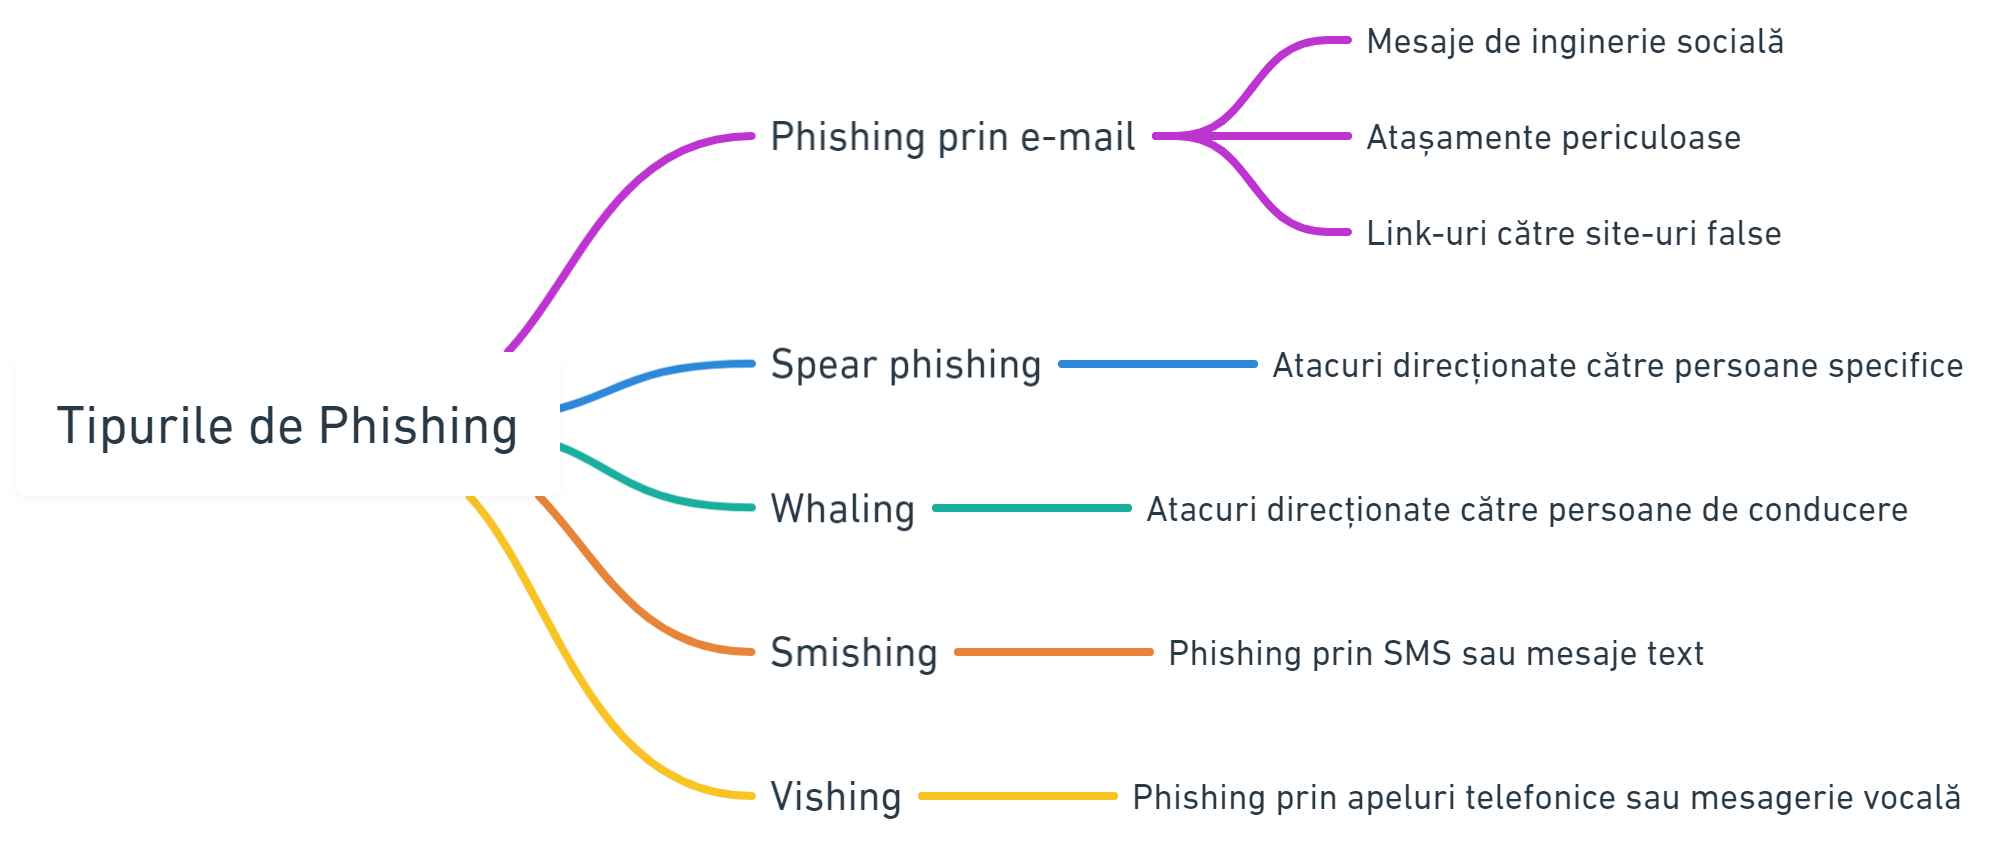 Tipurile de Phishing
Phishing prin e-mail
Mesaje de inginerie socială
Atașamente periculoase
Link-uri către site-uri false
Spear phishing
Atacuri direcționate către persoane specifice
Whaling
Atacuri direcționate către persoane de conducere
Smishing
Phishing prin SMS sau mesaje text
Vishing
Phishing prin apeluri telefonice sau mesagerie vocală